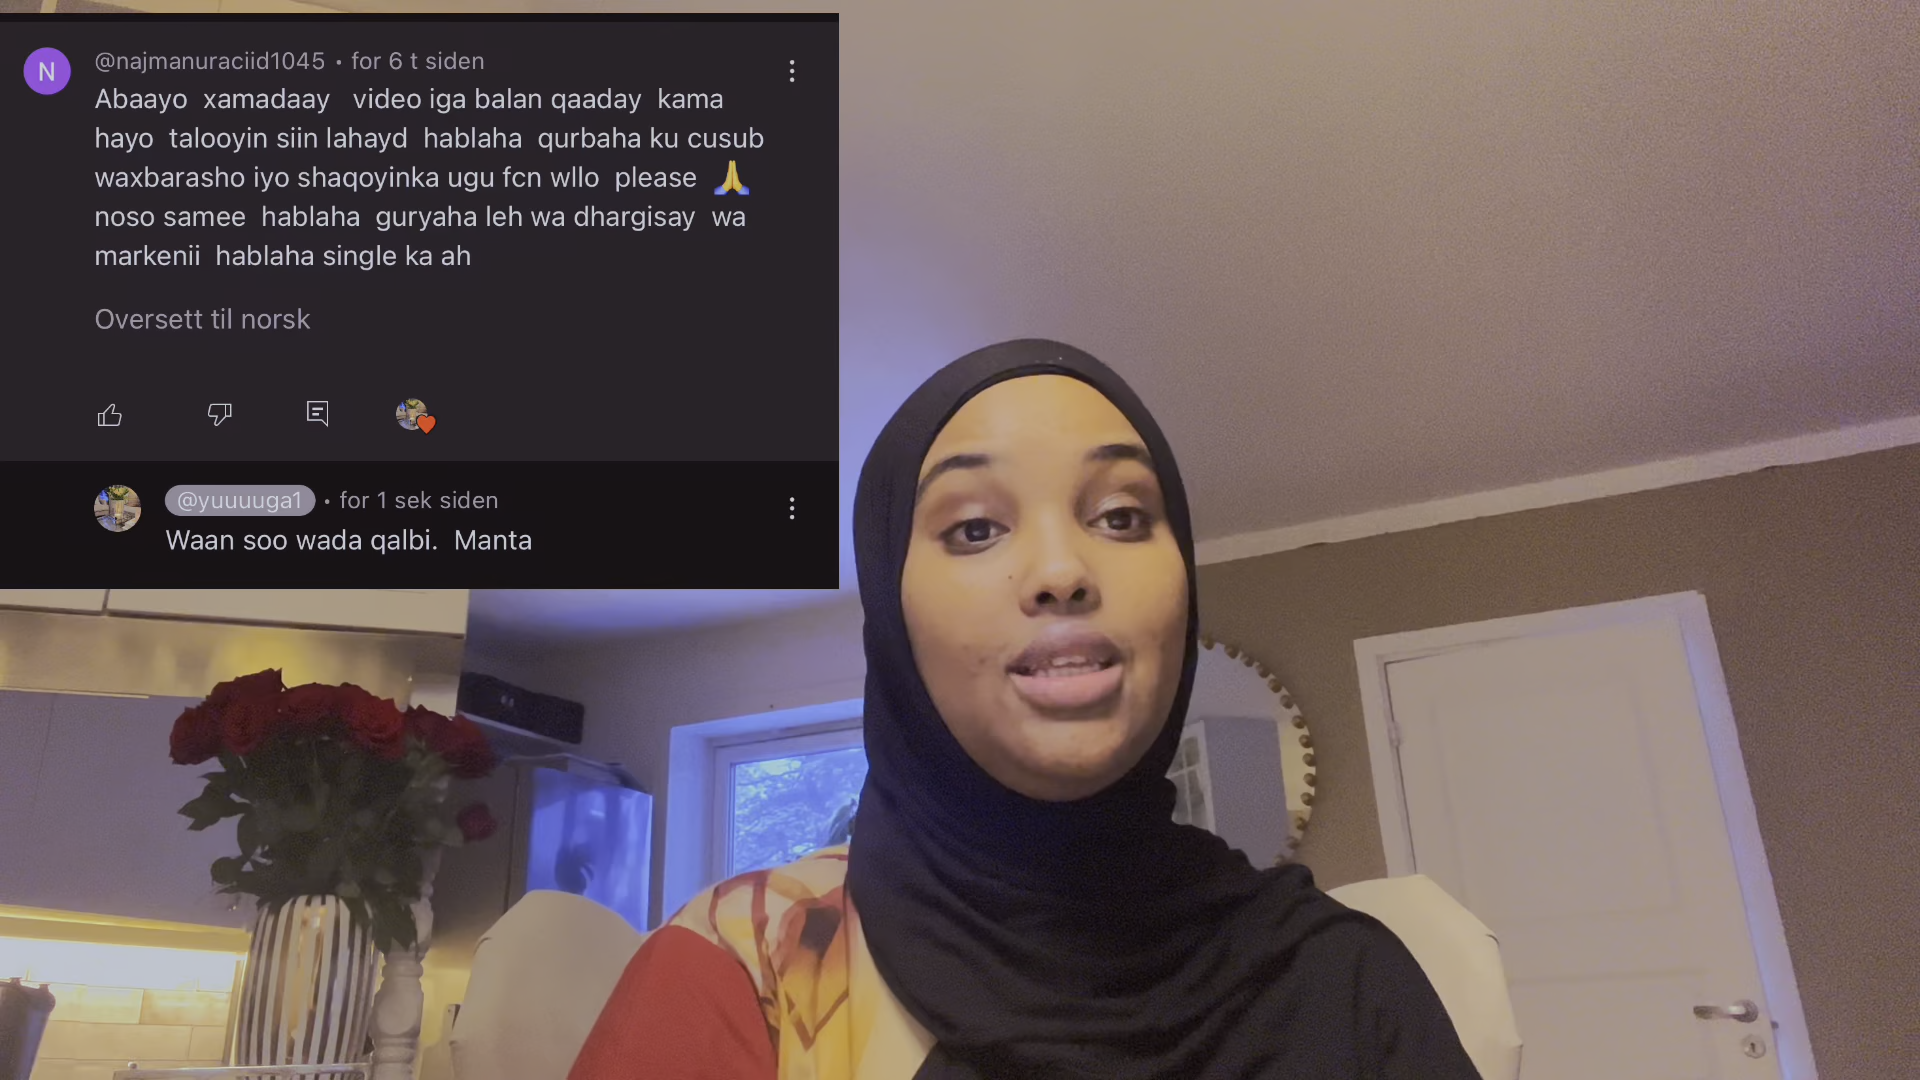 N
@najmanuraciid1045 • for 6 t siden
Abaayo xamadaay video iga balan qaaday kama
hayo talooyin siin lahayd hablaha qurbaha ku cusub
waxbarasho iyo shaqoyinka ugu fcn wllo please 🙏
noso samee hablaha guryaha leh wa dhargisay wa
markenii hablaha single ka ah
Oversett til norsk
@yuuuuga1 • for 1 sek siden
Waan soo wada qalbi. Manta